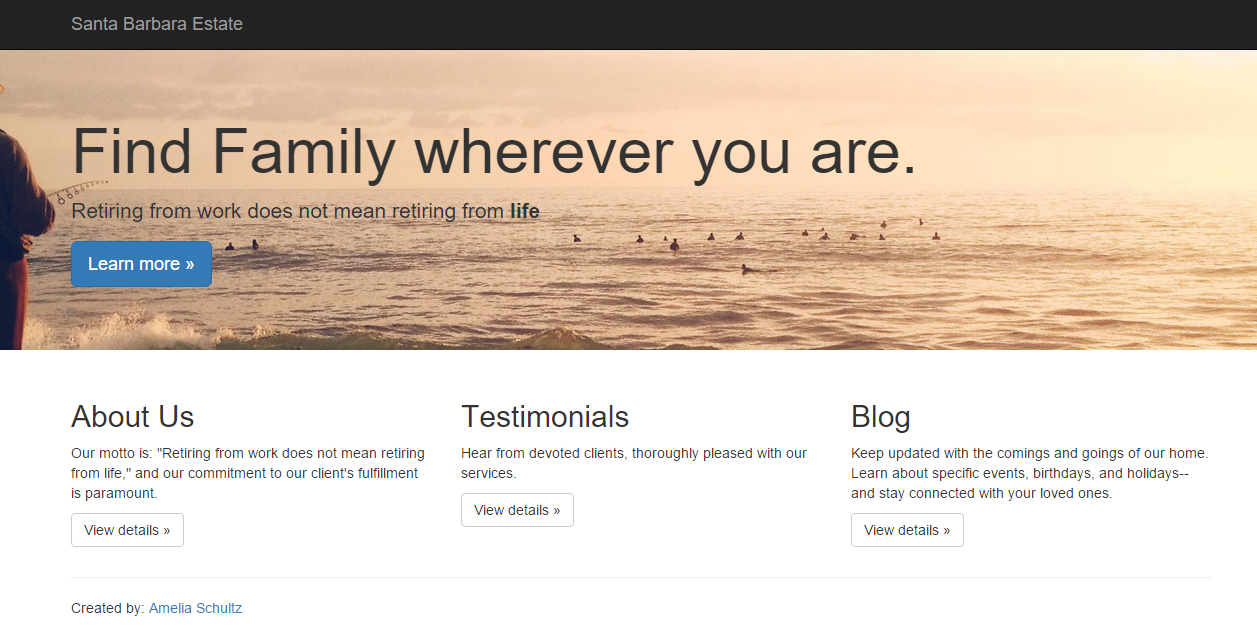 Santa Barbara Estate
Find Family wherever you are.
Retiring from work does not mean retiring from life
Learn more »
About Us
Our motto is: "Retiring from work does not mean retiring
from life," and our commitment to our client's fulfillment
is paramount.
View details »
Testimonials
Hear from devoted clients, thoroughly pleased with our
services.
View details »
Blog
Keep updated with the comings and goings of our home.
Learn about specific events, birthdays, and holidays--
and stay connected with your loved ones.
View details »
Created by: Amelia Schultz